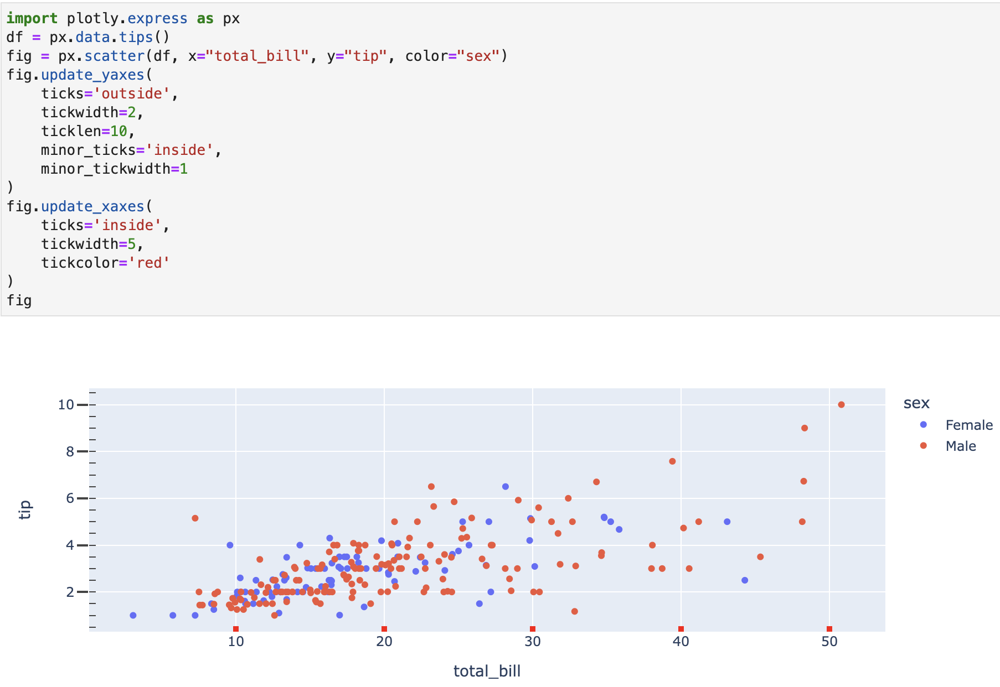 import plotly.express as px
df = px.data.tips()
fig = px.scatter(df, x="total_bill", y="tip", color="sex")
fig.update_yaxes(
    ticks='outside',
    tickwidth=2,
    ticklen=10,
    minor_ticks='inside',
    minor_tickwidth=1
)
fig.update_xaxes(
    ticks='inside',
    tickwidth=5,
    tickcolor='red'
)
fig
sex
Female
Male
10
8
6
4
2
tip
10 20 30 40 50
total_bill